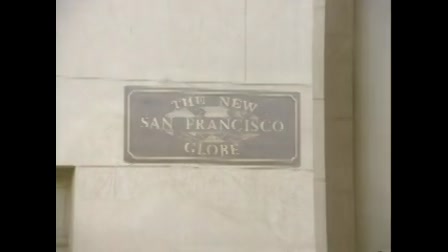 THE NEW
SAN FRANCISCO
GLOBE